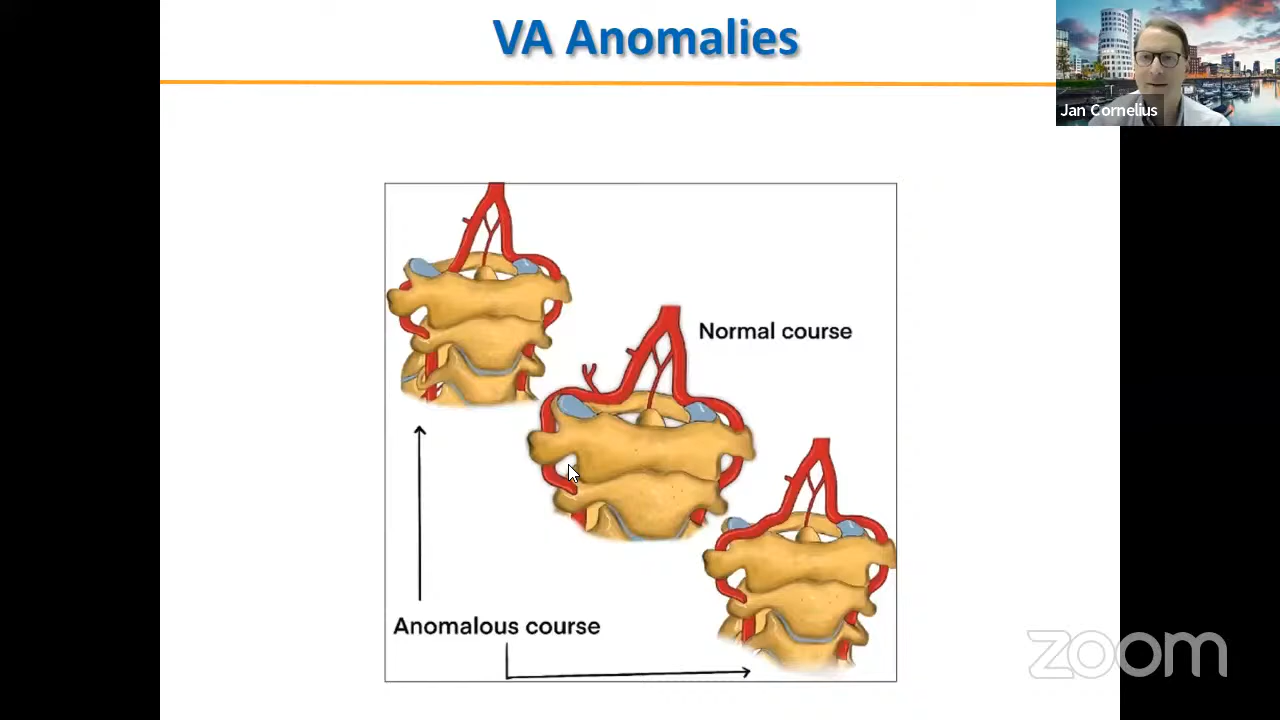 VA Anomalies
Jan Cornelius
Normal course
Anomalous course
zoom